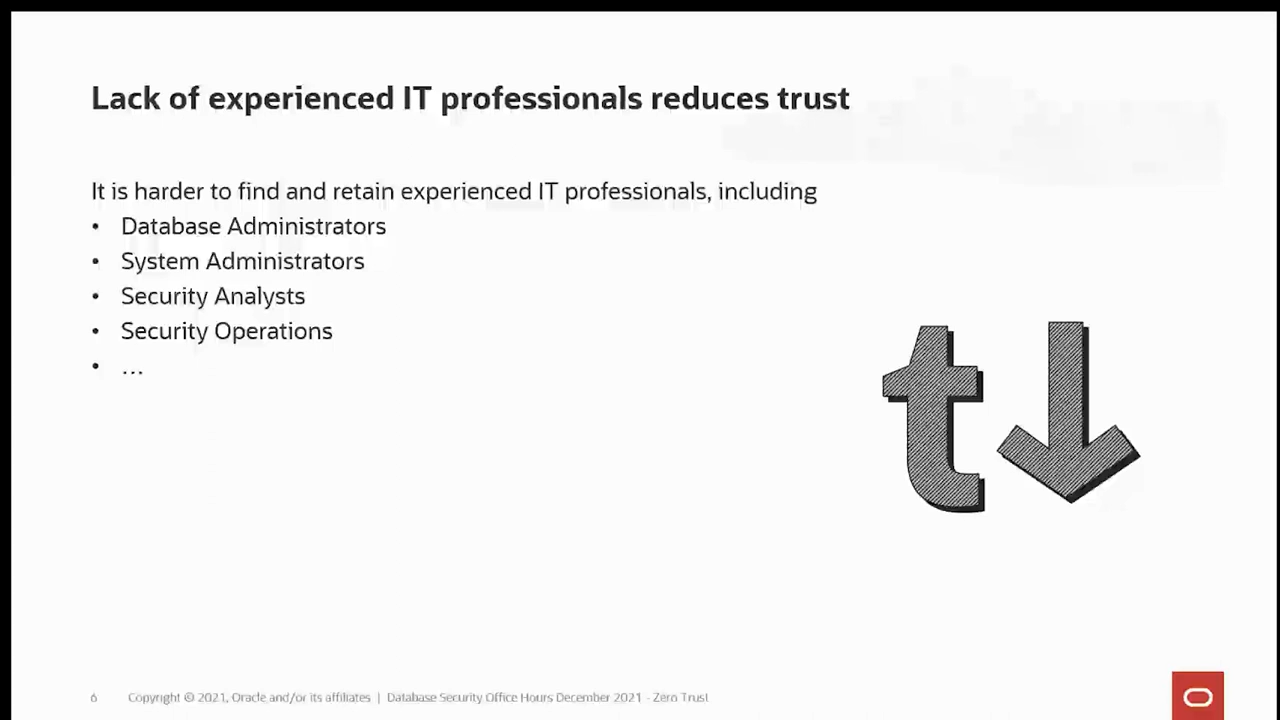 Lack of experienced IT professionals reduces trust
It is harder to find and retain experienced IT professionals, including
• Database Administrators
• System Administrators
• Security Analysts
• Security Operations
• ...
t
6 Copyright © 2021, Oracle and/or its affiliates | Database Security Office Hours December 2021 - Zero Trust